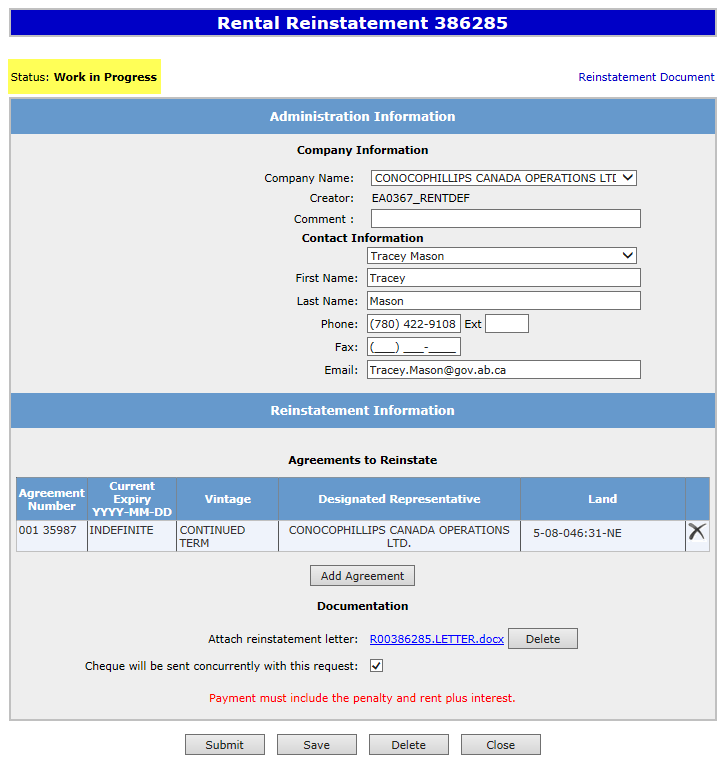 Rental Reinstatement 386285
Status: Work in Progress
Reinstatement Document
Administration Information
Company Information
Company Name: CONOCOPHILLIPS CANADA OPERATIONS LTD
Creator: EA0367_RENTDEF
Comment :
Contact Information
Tracey Mason
First Name: Tracey
Last Name: Mason
Phone: (780) 422-9108 Ext
Fax: (___) ___-____
Email: Tracey.Mason@gov.ab.ca
Reinstatement Information
Agreements to Reinstate
Agreement Number
Current Expiry YYYY-MM-DD
Vintage
Designated Representative
Land
001 35987
INDEFINITE
CONTINUED TERM
CONOCOPHILLIPS CANADA OPERATIONS LTD.
5-08-046:31-NE
Add Agreement
Documentation
Attach reinstatement letter: R00386285.LETTER.docx Delete
Cheque will be sent concurrently with this request:
Payment must include the penalty and rent plus interest.
Submit Save Delete Close